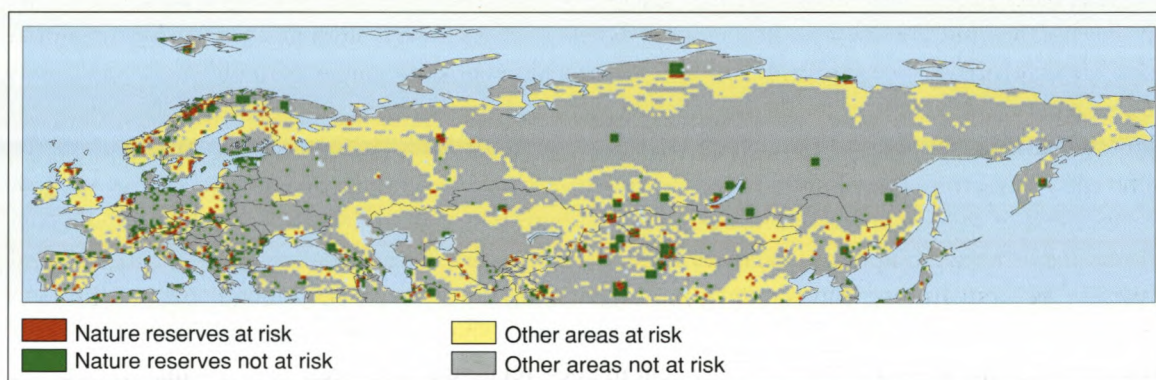 Nature reserves at risk
Nature reserves not at risk
Other areas at risk
Other areas not at risk